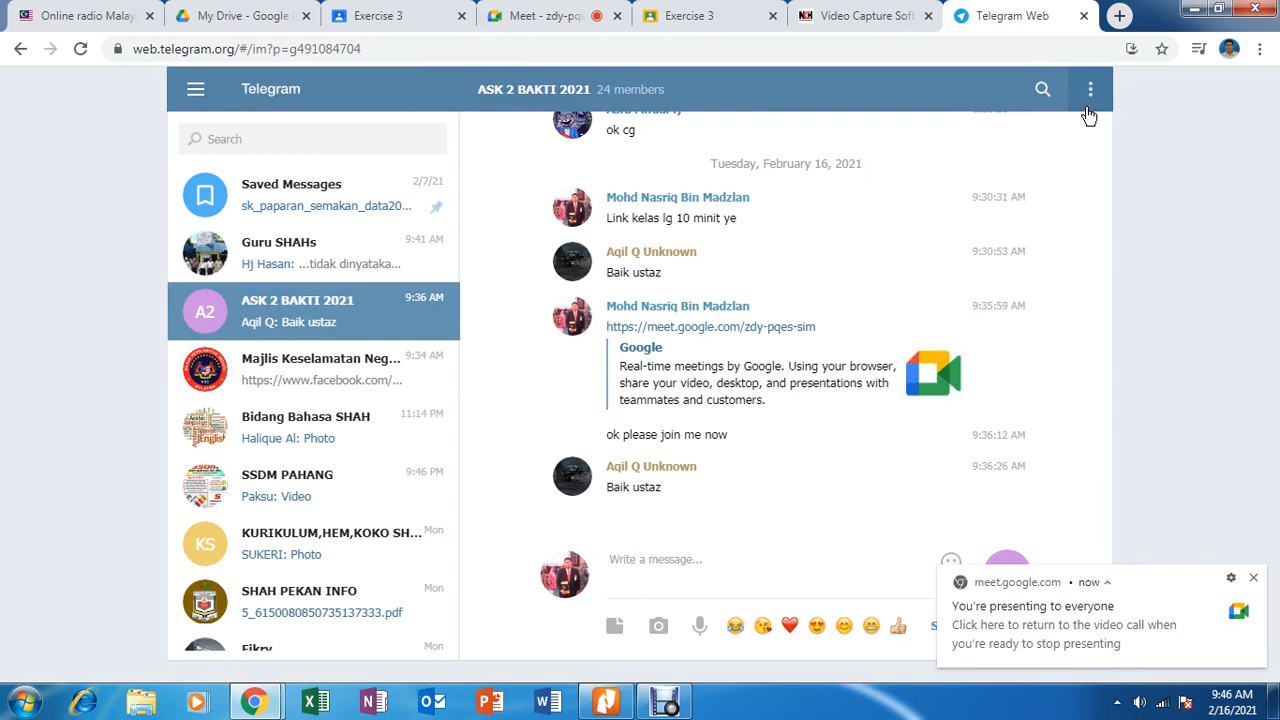 Online radio Malay
My Drive - Google
Exercise 3
Meet - zdy-pqe
Exercise 3
NCH
Video Capture Soft
Telegram Web
web.telegram.org/#/im?p=g491084704
Telegram
ASK 2 BAKTI 2021 24 members
Search
Saved Messages 2/7/21
sk_paparan_semakan_data20...
Guru SHAHs 9:41 AM
Hj Hasan: ...tidak dinyataka...
A2
ASK 2 BAKTI 2021 9:36 AM
Aqil Q: Baik ustaz
Majlis Keselamatan Neg... 9:34 AM
https://www.facebook.com/...
Bidang Bahasa SHAH 11:14 PM
Halique Al: Photo
SSDM PAHANG 9:46 PM
Paksu: Video
KS
KURIKULUM,HEM,KOKO SH... Mon
SUKERI: Photo
SHAH PEKAN INFO Mon
5_6150080850735137333.pdf
Fikry Mon
ok cg
Tuesday, February 16, 2021
Mohd Nasriq Bin Madzlan 9:30:31 AM
Link kelas lg 10 minit ye
Aqil Q Unknown 9:30:53 AM
Baik ustaz
Mohd Nasriq Bin Madzlan 9:35:59 AM
https://meet.google.com/zdy-pqes-sim
Google
Real-time meetings by Google. Using your browser,
share your video, desktop, and presentations with
teammates and customers.
ok please join me now 9:36:12 AM
Aqil Q Unknown 9:36:26 AM
Baik ustaz
Write a message...
meet.google.com • now
You're presenting to everyone
Click here to return to the video call when
you're ready to stop presenting
9:46 AM
2/16/2021